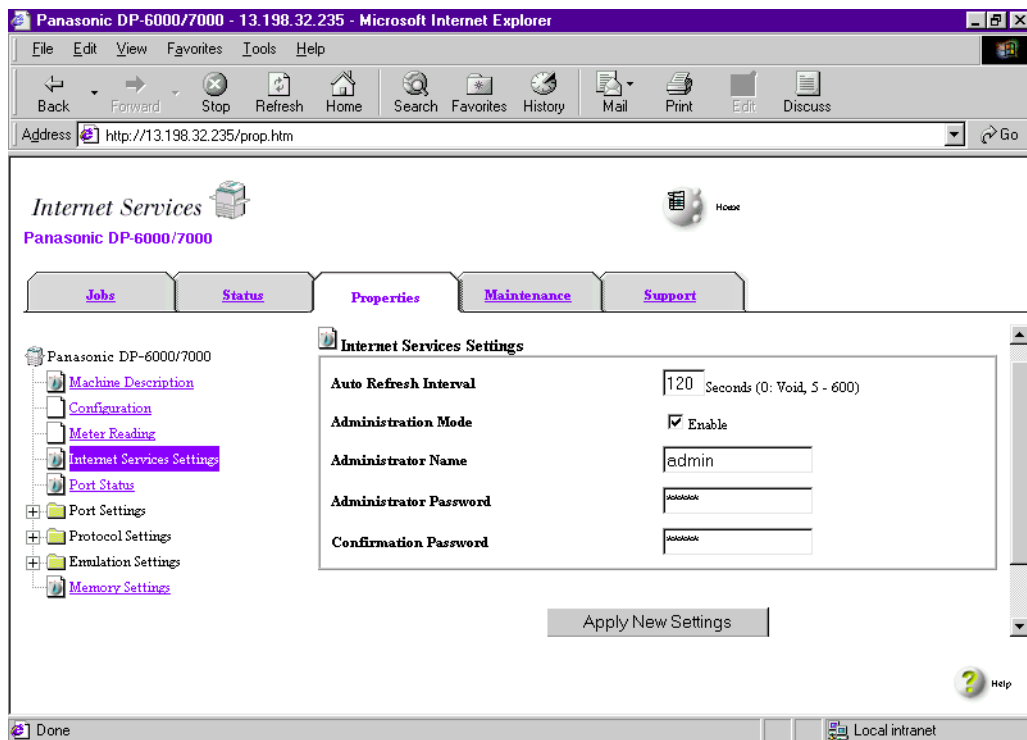 Panasonic DP-6000/7000 - 13.198.32.235 - Microsoft Internet Explorer
File Edit View Favorites Tools Help
Back Forward Stop Refresh Home Search Favorites History Mail Print Edit Discuss
Address http://13.198.32.235/prop.htm Go
Internet Services
Home
Panasonic DP-6000/7000
Jobs Status Properties Maintenance Support
Panasonic DP-6000/7000
Machine Description
Configuration
Meter Reading
Internet Services Settings
Port Status
Port Settings
Protocol Settings
Emulation Settings
Memory Settings
Internet Services Settings
Auto Refresh Interval 120 Seconds (0: Void, 5 - 600)
Administration Mode Enable
Administrator Name admin
Administrator Password ******
Confirmation Password ******
Apply New Settings
Help
Done Local intranet